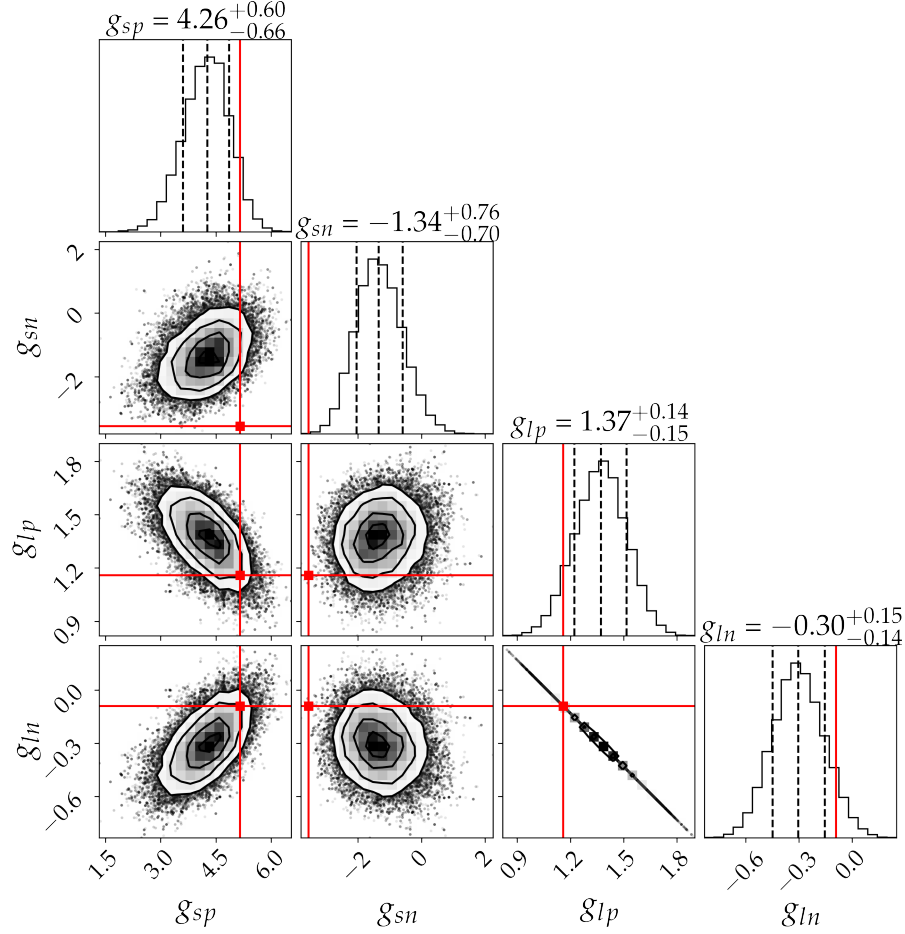 g_{sp} = 4.26^{+0.60}_{−0.66}
g_{sn} = −1.34^{+0.76}_{−0.70}
2
0
−2
g_{sn}
g_{lp} = 1.37^{+0.14}_{−0.15}
1.8
1.5
1.2
0.9
g_{lp}
g_{ln} = −0.30^{+0.15}_{−0.14}
0.0
−0.3
−0.6
g_{ln}
1.5 3.0 4.5 6.0 −2 0 2 0.9 1.2 1.5 1.8 −0.6 −0.3 0.0
g_{sp} g_{sn} g_{lp} g_{ln}